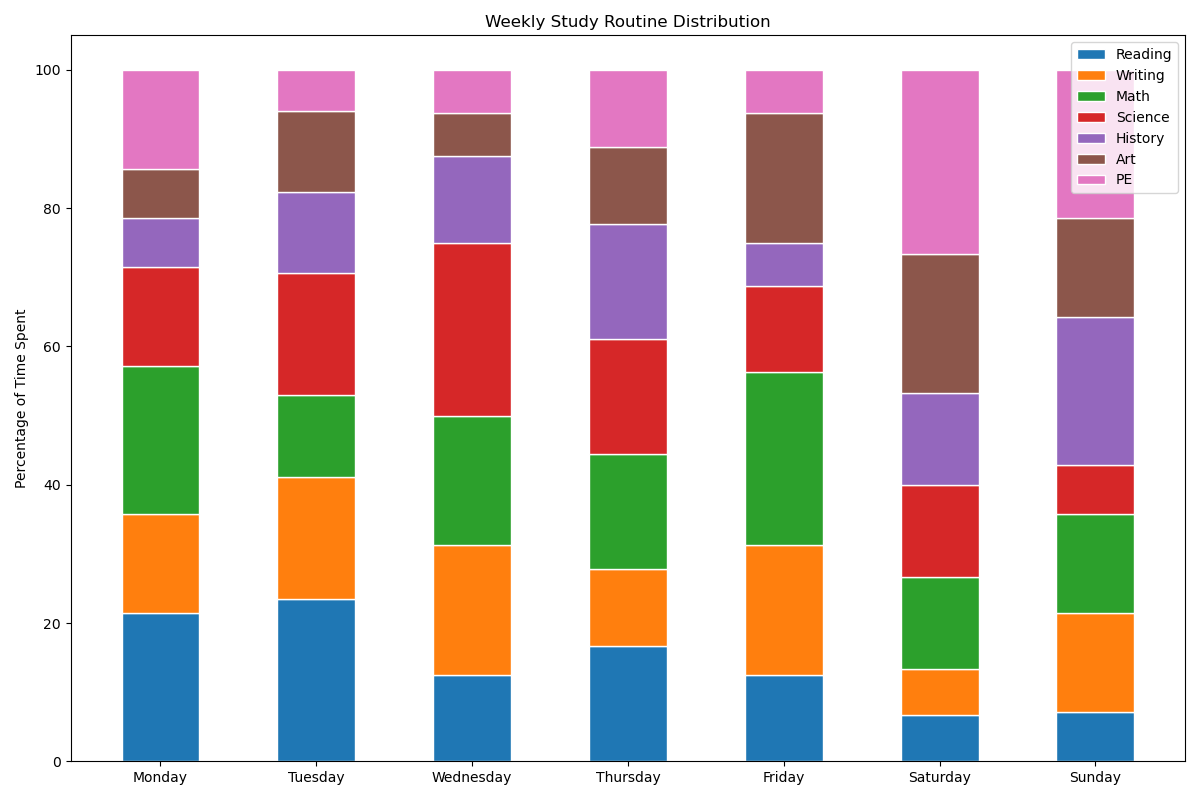 Weekly Study Routine Distribution
Percentage of Time Spent
100
80
60
40
20
0
Reading
Writing
Math
Science
History
Art
PE
Monday Tuesday Wednesday Thursday Friday Saturday Sunday